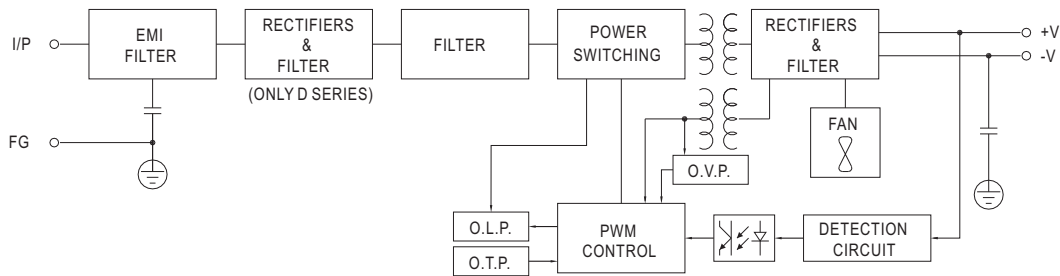 I/P
EMI
FILTER
RECTIFIERS
&
FILTER
(ONLY D SERIES)
FILTER
POWER
SWITCHING
RECTIFIERS
&
FILTER
+V
-V
FG
FAN
O.V.P.
O.L.P.
O.T.P.
PWM
CONTROL
DETECTION
CIRCUIT